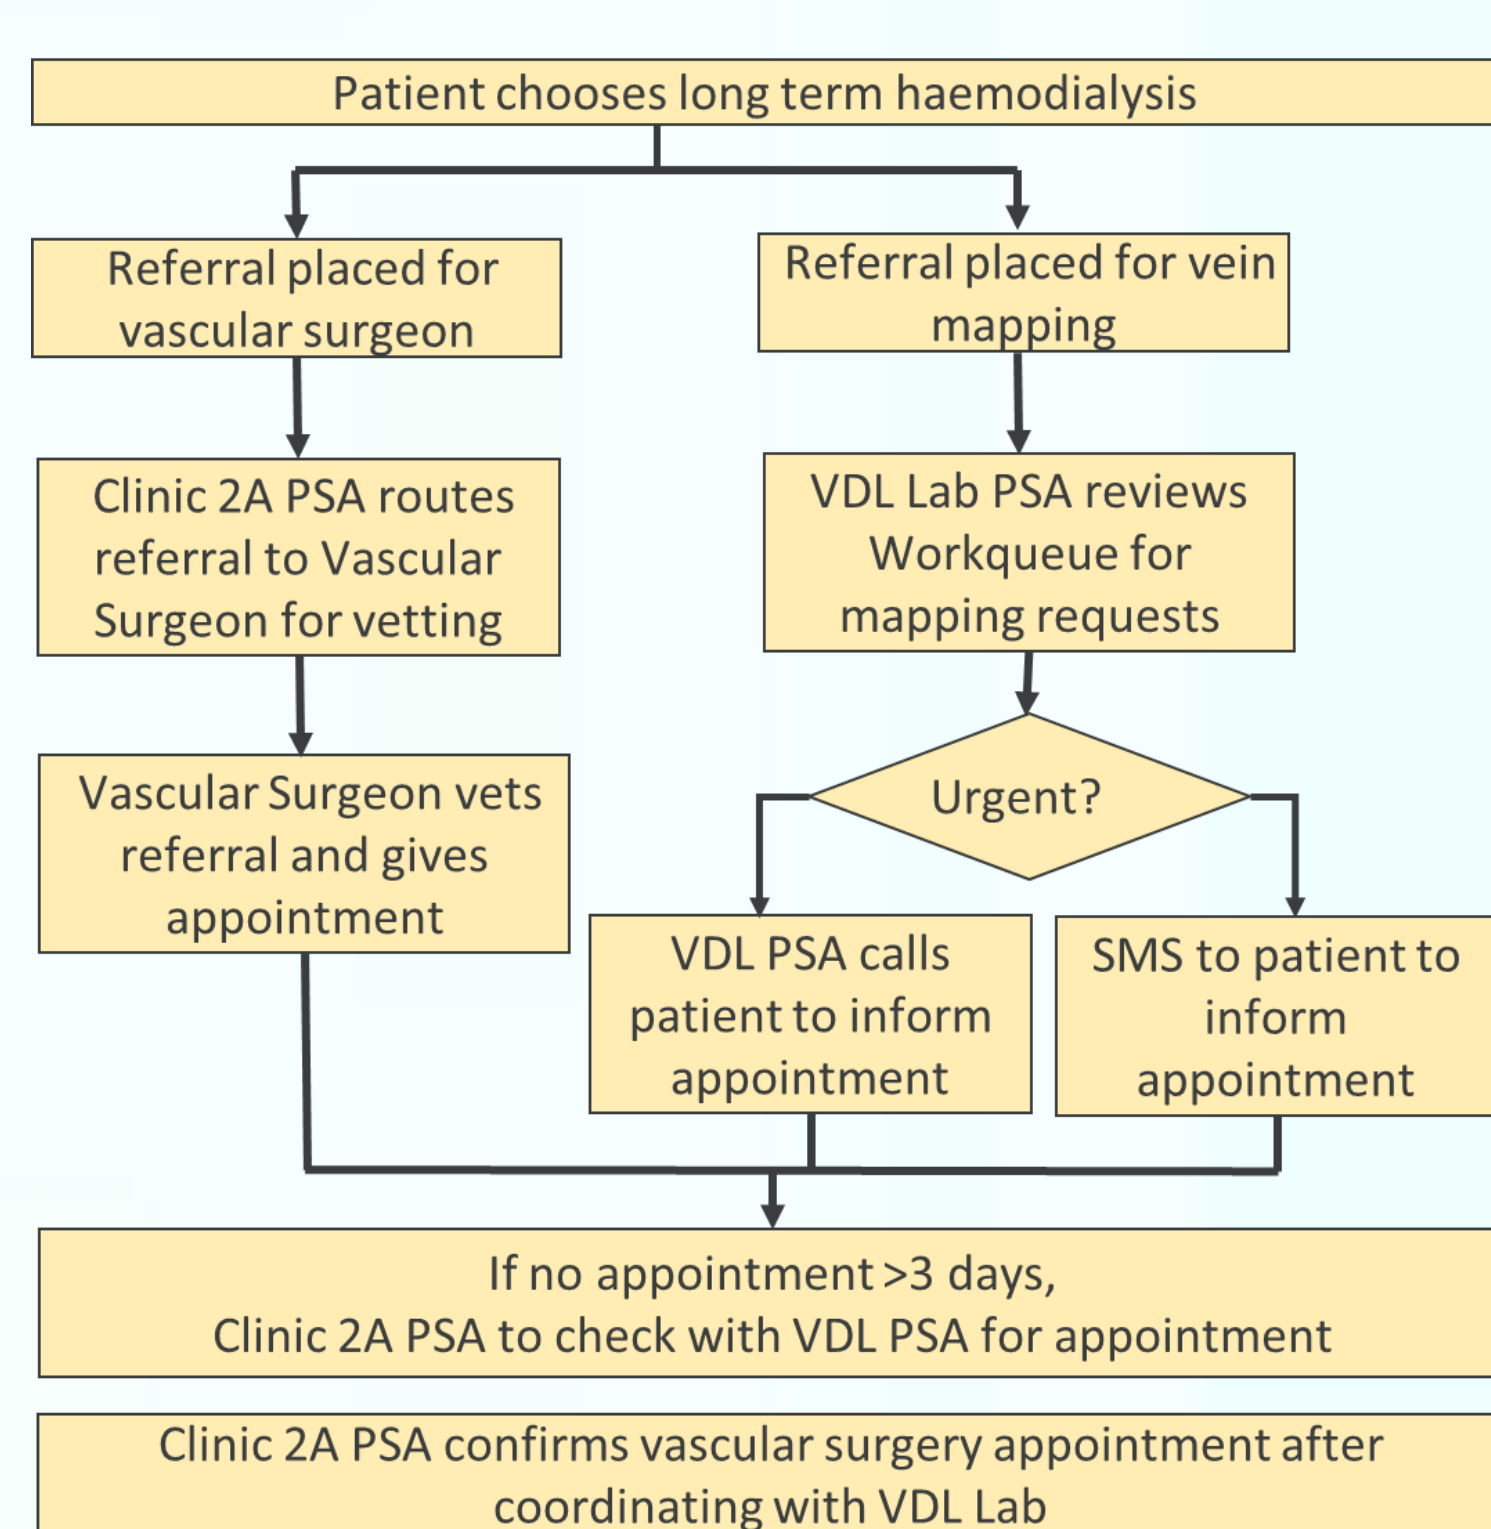 Patient chooses long term haemodialysis
Referral placed for
vascular surgeon
Referral placed for vein
mapping
Clinic 2A PSA routes
referral to Vascular
Surgeon for vetting
VDL Lab PSA reviews
Workqueue for
mapping requests
Vascular Surgeon vets
referral and gives
appointment
Urgent?
VDL PSA calls
patient to inform
appointment
SMS to patient to
inform
appointment
If no appointment >3 days,
Clinic 2A PSA to check with VDL PSA for appointment
Clinic 2A PSA confirms vascular surgery appointment after
coordinating with VDL Lab